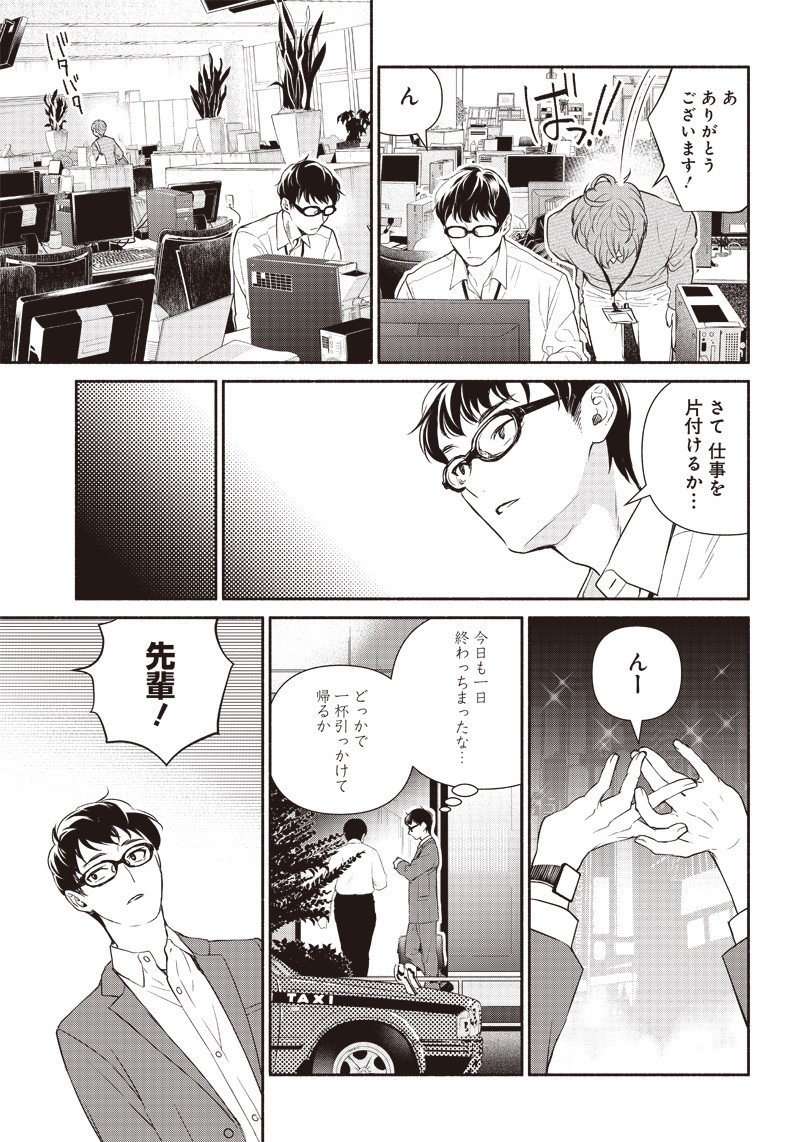 あ
ありがとう
ございます!
ばっ!!
ん
バタ
バタ
さて 仕事を
片付けるか…
んー
今日も一日
終わっちまったな…
どっかで
一杯引っかけて
帰るか
TAXI
先輩!